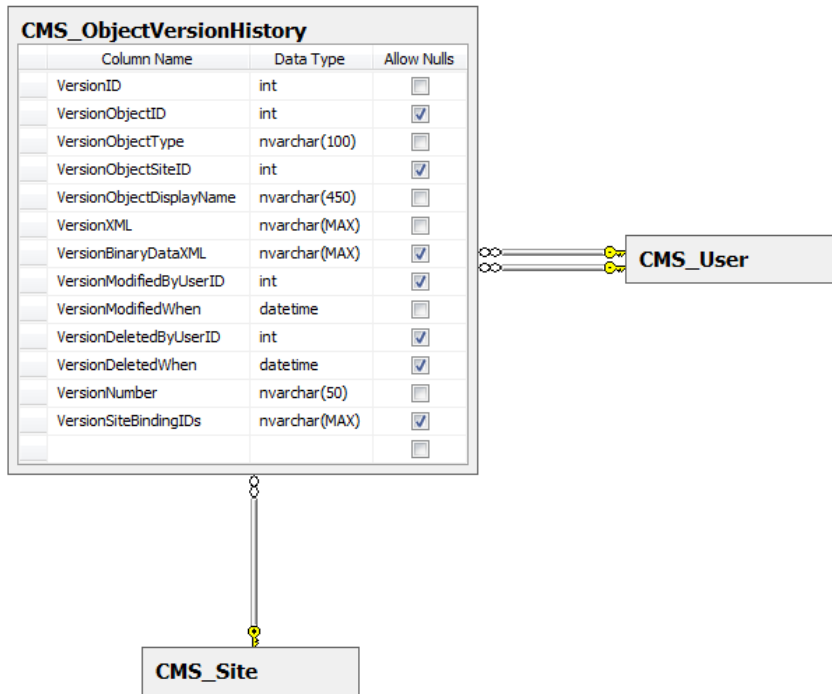 CMS_ObjectVersionHistory
Column Name Data Type Allow Nulls
VersionID int
VersionObjectID int
VersionObjectType nvarchar(100)
VersionObjectSiteID int
VersionObjectDisplayName nvarchar(450)
VersionXML nvarchar(MAX)
VersionBinaryDataXML nvarchar(MAX)
VersionModifiedByUserID int
VersionModifiedWhen datetime
VersionDeletedByUserID int
VersionDeletedWhen datetime
VersionNumber nvarchar(50)
VersionSiteBindingIDs nvarchar(MAX)
CMS_User
CMS_Site